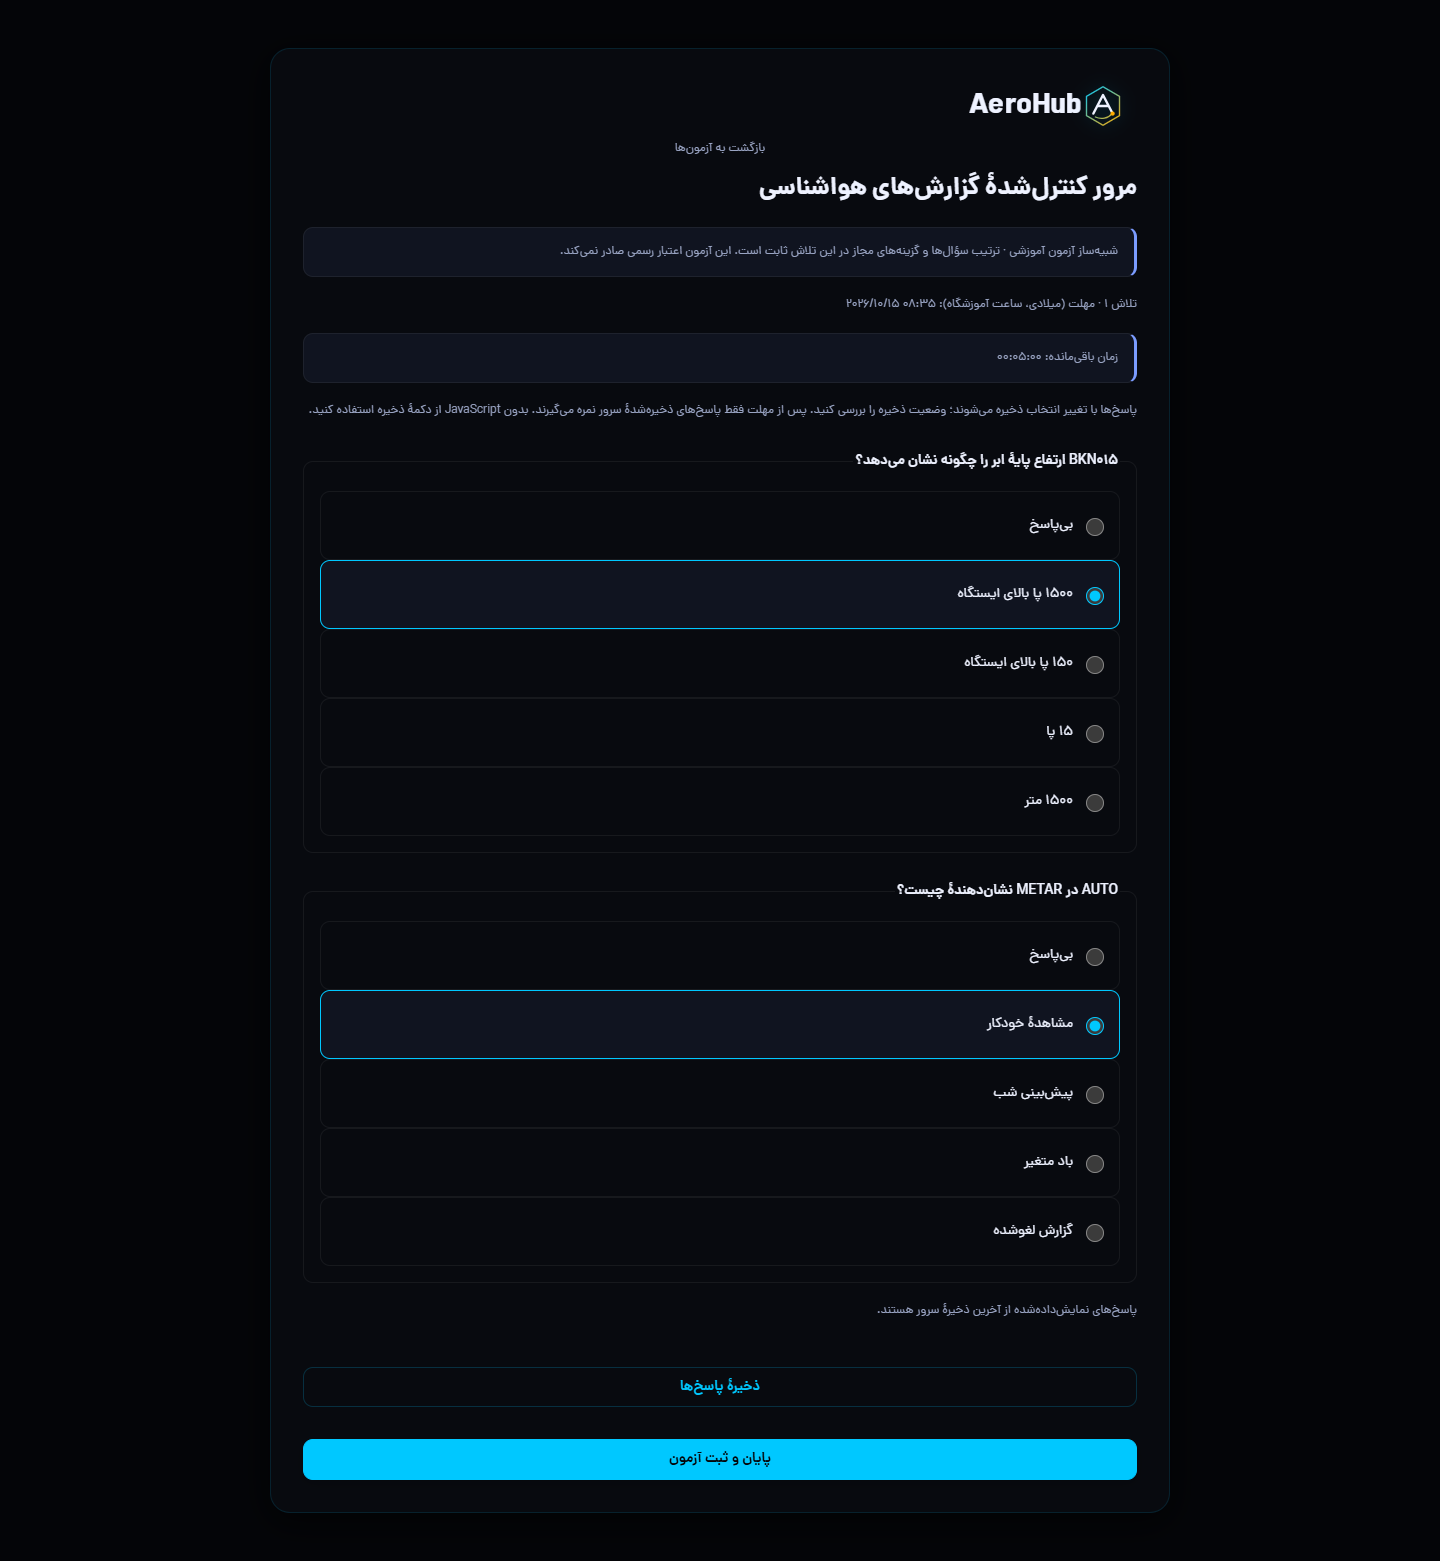 AeroHub
بازگشت به آزمون‌ها
مرور کنترل‌شدهٔ گزارش‌های هواشناسی
شبیه‌ساز آزمون آموزشی · ترتیب سؤال‌ها و گزینه‌های مجاز در این تلاش ثابت است. این آزمون اعتبار رسمی صادر نمی‌کند.
تلاش ۱ · مهلت (میلادی، ساعت آموزشگاه): ۰۸:۳۵ ۲۰۲۶/۱۰/۱۵
زمان باقی‌مانده: ۰۰:۰۵:۰۰
پاسخ‌ها با تغییر انتخاب ذخیره می‌شوند؛ وضعیت ذخیره را بررسی کنید. پس از مهلت فقط پاسخ‌های ذخیره‌شدهٔ سرور نمره می‌گیرند. بدون JavaScript از دکمهٔ ذخیره استفاده کنید.
BKN۰۱۵ ارتفاع پایهٔ ابر را چگونه نشان می‌دهد؟
بی‌پاسخ
۱۵۰۰ پا بالای ایستگاه
۱۵۰ پا بالای ایستگاه
۱۵ پا
۱۵۰۰ متر
AUTO در METAR نشان‌دهندهٔ چیست؟
بی‌پاسخ
مشاهدهٔ خودکار
پیش‌بینی شب
باد متغیر
گزارش لغوشده
پاسخ‌های نمایش‌داده‌شده از آخرین ذخیرهٔ سرور هستند.
ذخیرهٔ پاسخ‌ها
پایان و ثبت آزمون